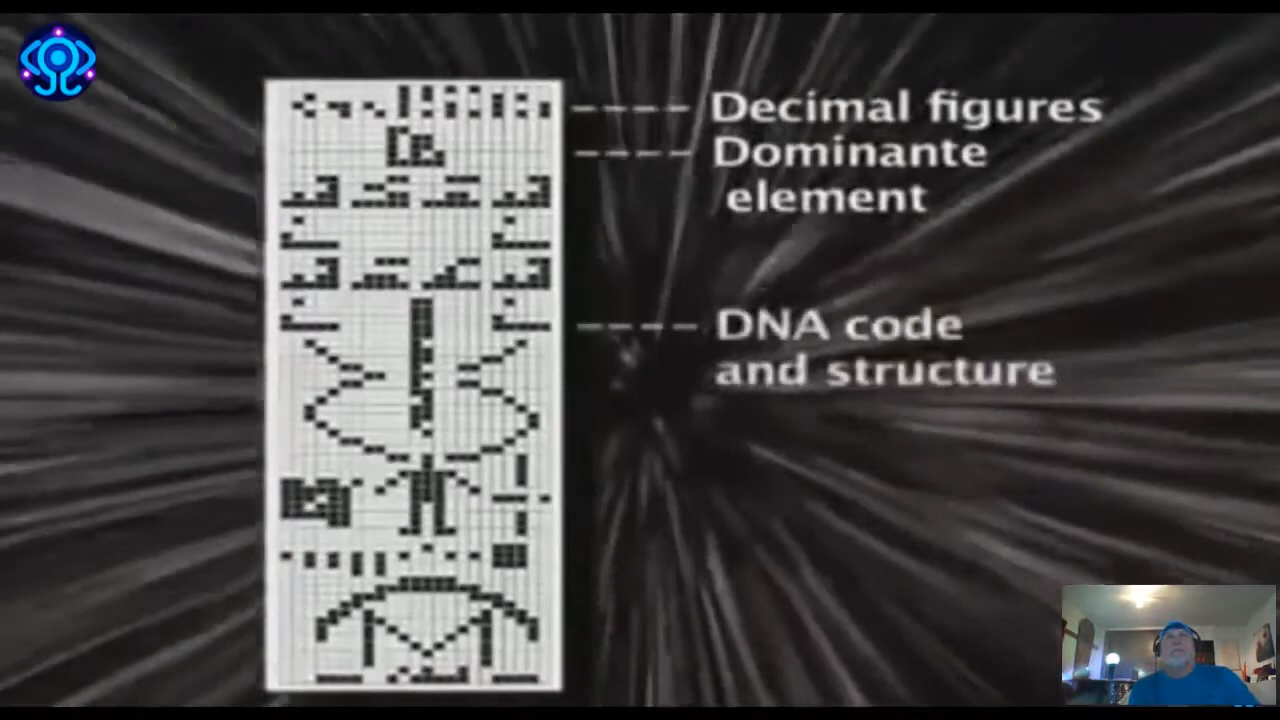 Decimal figures
Dominante
element
DNA code
and structure